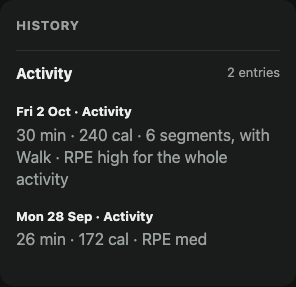 HISTORY
Activity
2 entries
Fri 2 Oct · Activity
30 min · 240 cal · 6 segments, with
Walk · RPE high for the whole
activity
Mon 28 Sep · Activity
26 min · 172 cal · RPE med